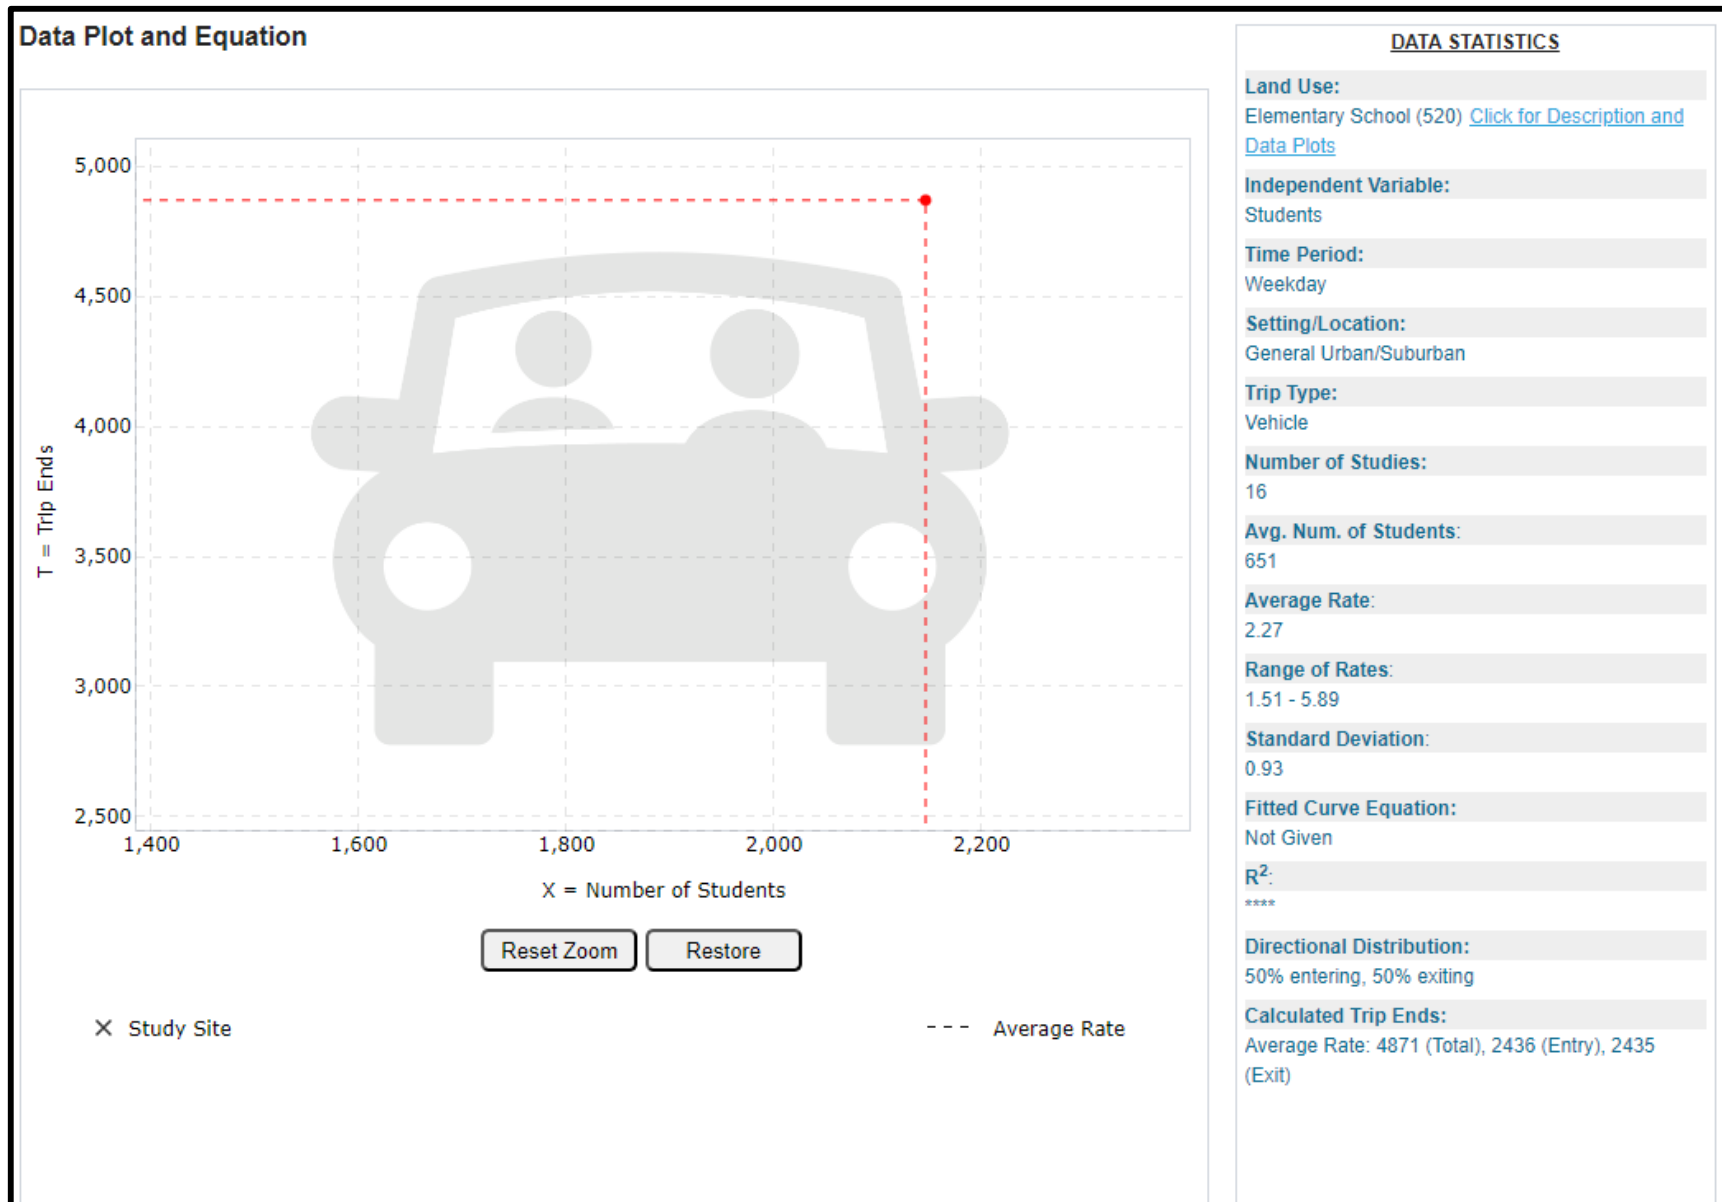 Data Plot and Equation
5,000
4,500
4,000
3,500
3,000
2,500
T = Trip Ends
1,400 1,600 1,800 2,000 2,200
X = Number of Students
Reset Zoom Restore
Study Site
Average Rate
DATA STATISTICS
Land Use:
Elementary School (520) Click for Description and
Data Plots
Independent Variable:
Students
Time Period:
Weekday
Setting/Location:
General Urban/Suburban
Trip Type:
Vehicle
Number of Studies:
16
Avg. Num. of Students:
651
Average Rate:
2.27
Range of Rates:
1.51 - 5.89
Standard Deviation:
0.93
Fitted Curve Equation:
Not Given
R²:
****
Directional Distribution:
50% entering, 50% exiting
Calculated Trip Ends:
Average Rate: 4871 (Total), 2436 (Entry), 2435
(Exit)